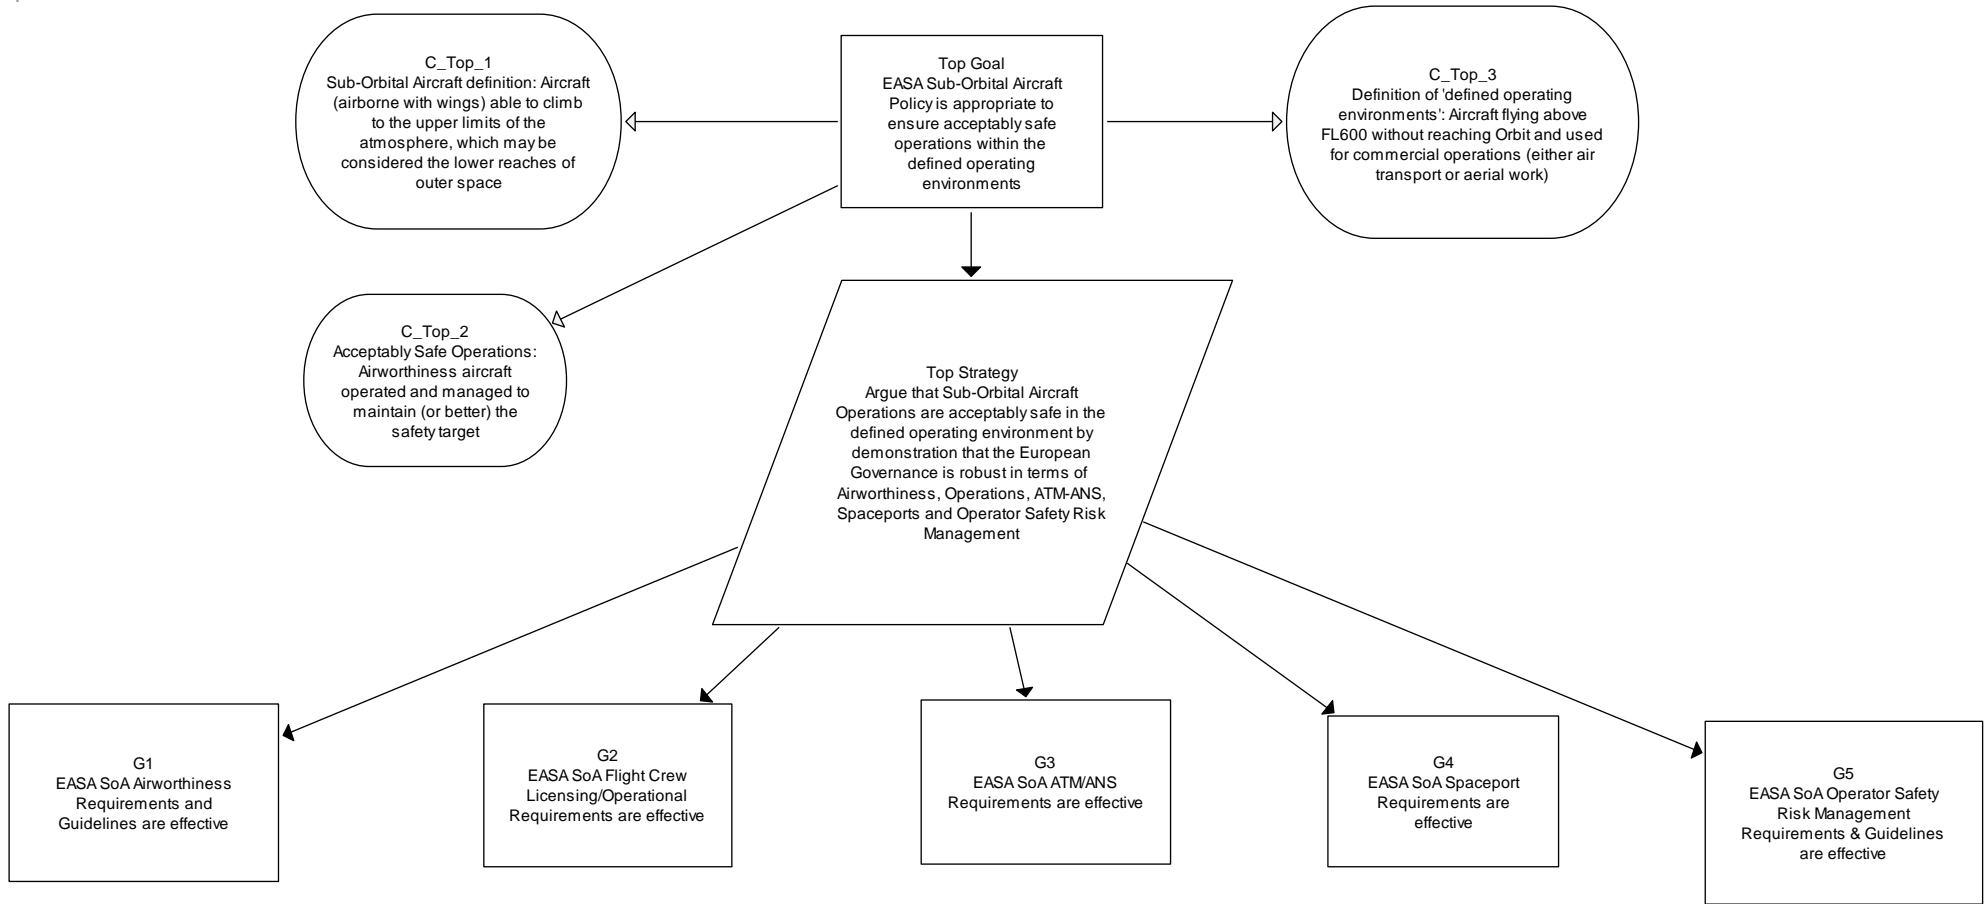 C_Top_1
Sub-Orbital Aircraft definition: Aircraft
(airborne with wings) able to climb
to the upper limits of the
atmosphere, which may be
considered the lower reaches of
outer space
Top Goal
EASA Sub-Orbital Aircraft
Policy is appropriate to
ensure acceptably safe
operations within the
defined operating
environments
C_Top_3
Definition of 'defined operating
environments': Aircraft flying above
FL600 without reaching Orbit and used
for commercial operations (either air
transport or aerial work)
C_Top_2
Acceptably Safe Operations:
Airworthiness aircraft
operated and managed to
maintain (or better) the
safety target
Top Strategy
Argue that Sub-Orbital Aircraft
Operations are acceptably safe in the
defined operating environment by
demonstration that the European
Governance is robust in terms of
Airworthiness, Operations, ATM-ANS,
Spaceports and Operator Safety Risk
Management
G1
EASA SoA Airworthiness
Requirements and
Guidelines are effective
G2
EASA SoA Flight Crew
Licensing/Operational
Requirements are effective
G3
EASA SoA ATM/ANS
Requirements are effective
G4
EASA SoA Spaceport
Requirements are
effective
G5
EASA SoA Operator Safety
Risk Management
Requirements & Guidelines
are effective